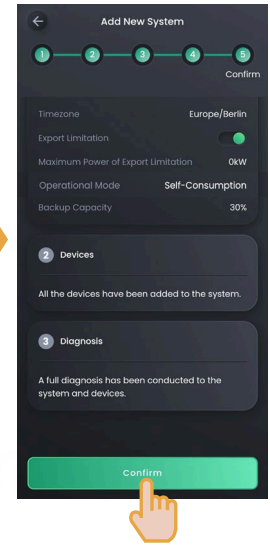 Add New System
1 2 3 4 5
Confirm
Timezone Europe/Berlin
Export Limitation
Maximum Power of Export Limitation 0kW
Operational Mode Self-Consumption
Backup Capacity 30%
2 Devices
All the devices have been added to the system.
3 Diagnosis
A full diagnosis has been conducted to the
system and devices.
Confirm